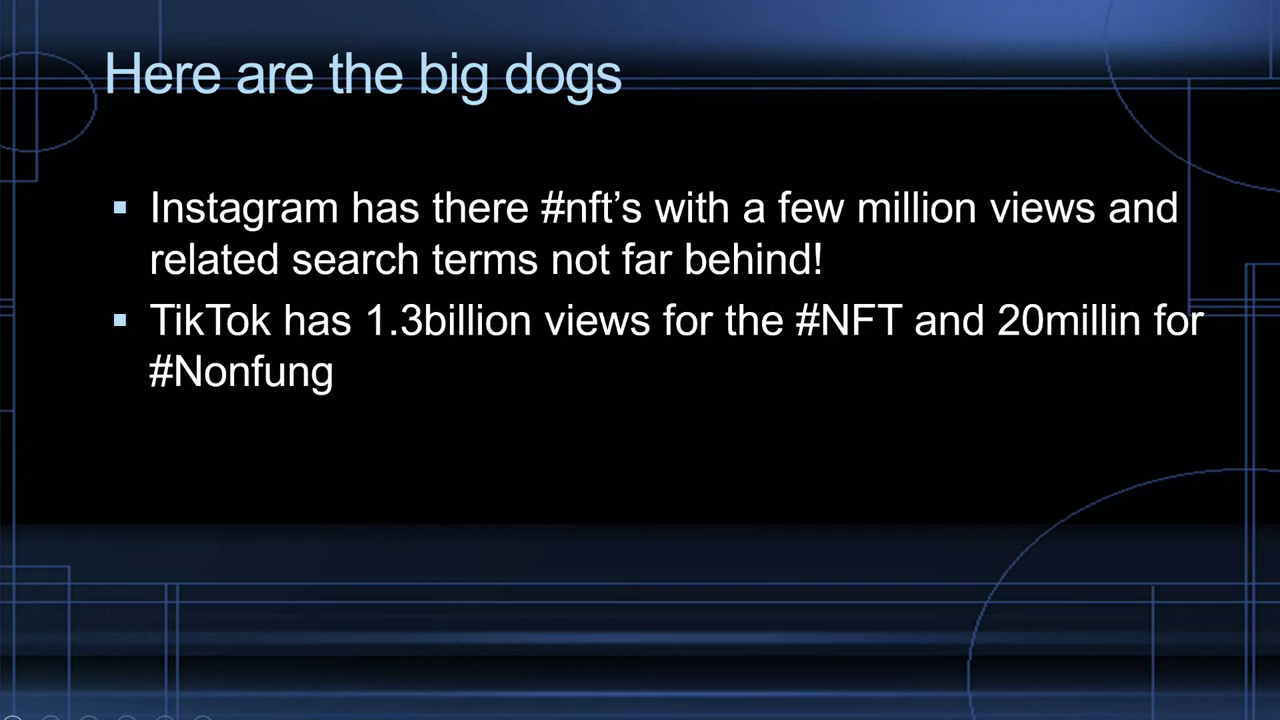 Here are the big dogs
Instagram has there #nft’s with a few million views and
related search terms not far behind!
TikTok has 1.3billion views for the #NFT and 20millin for
#Nonfung